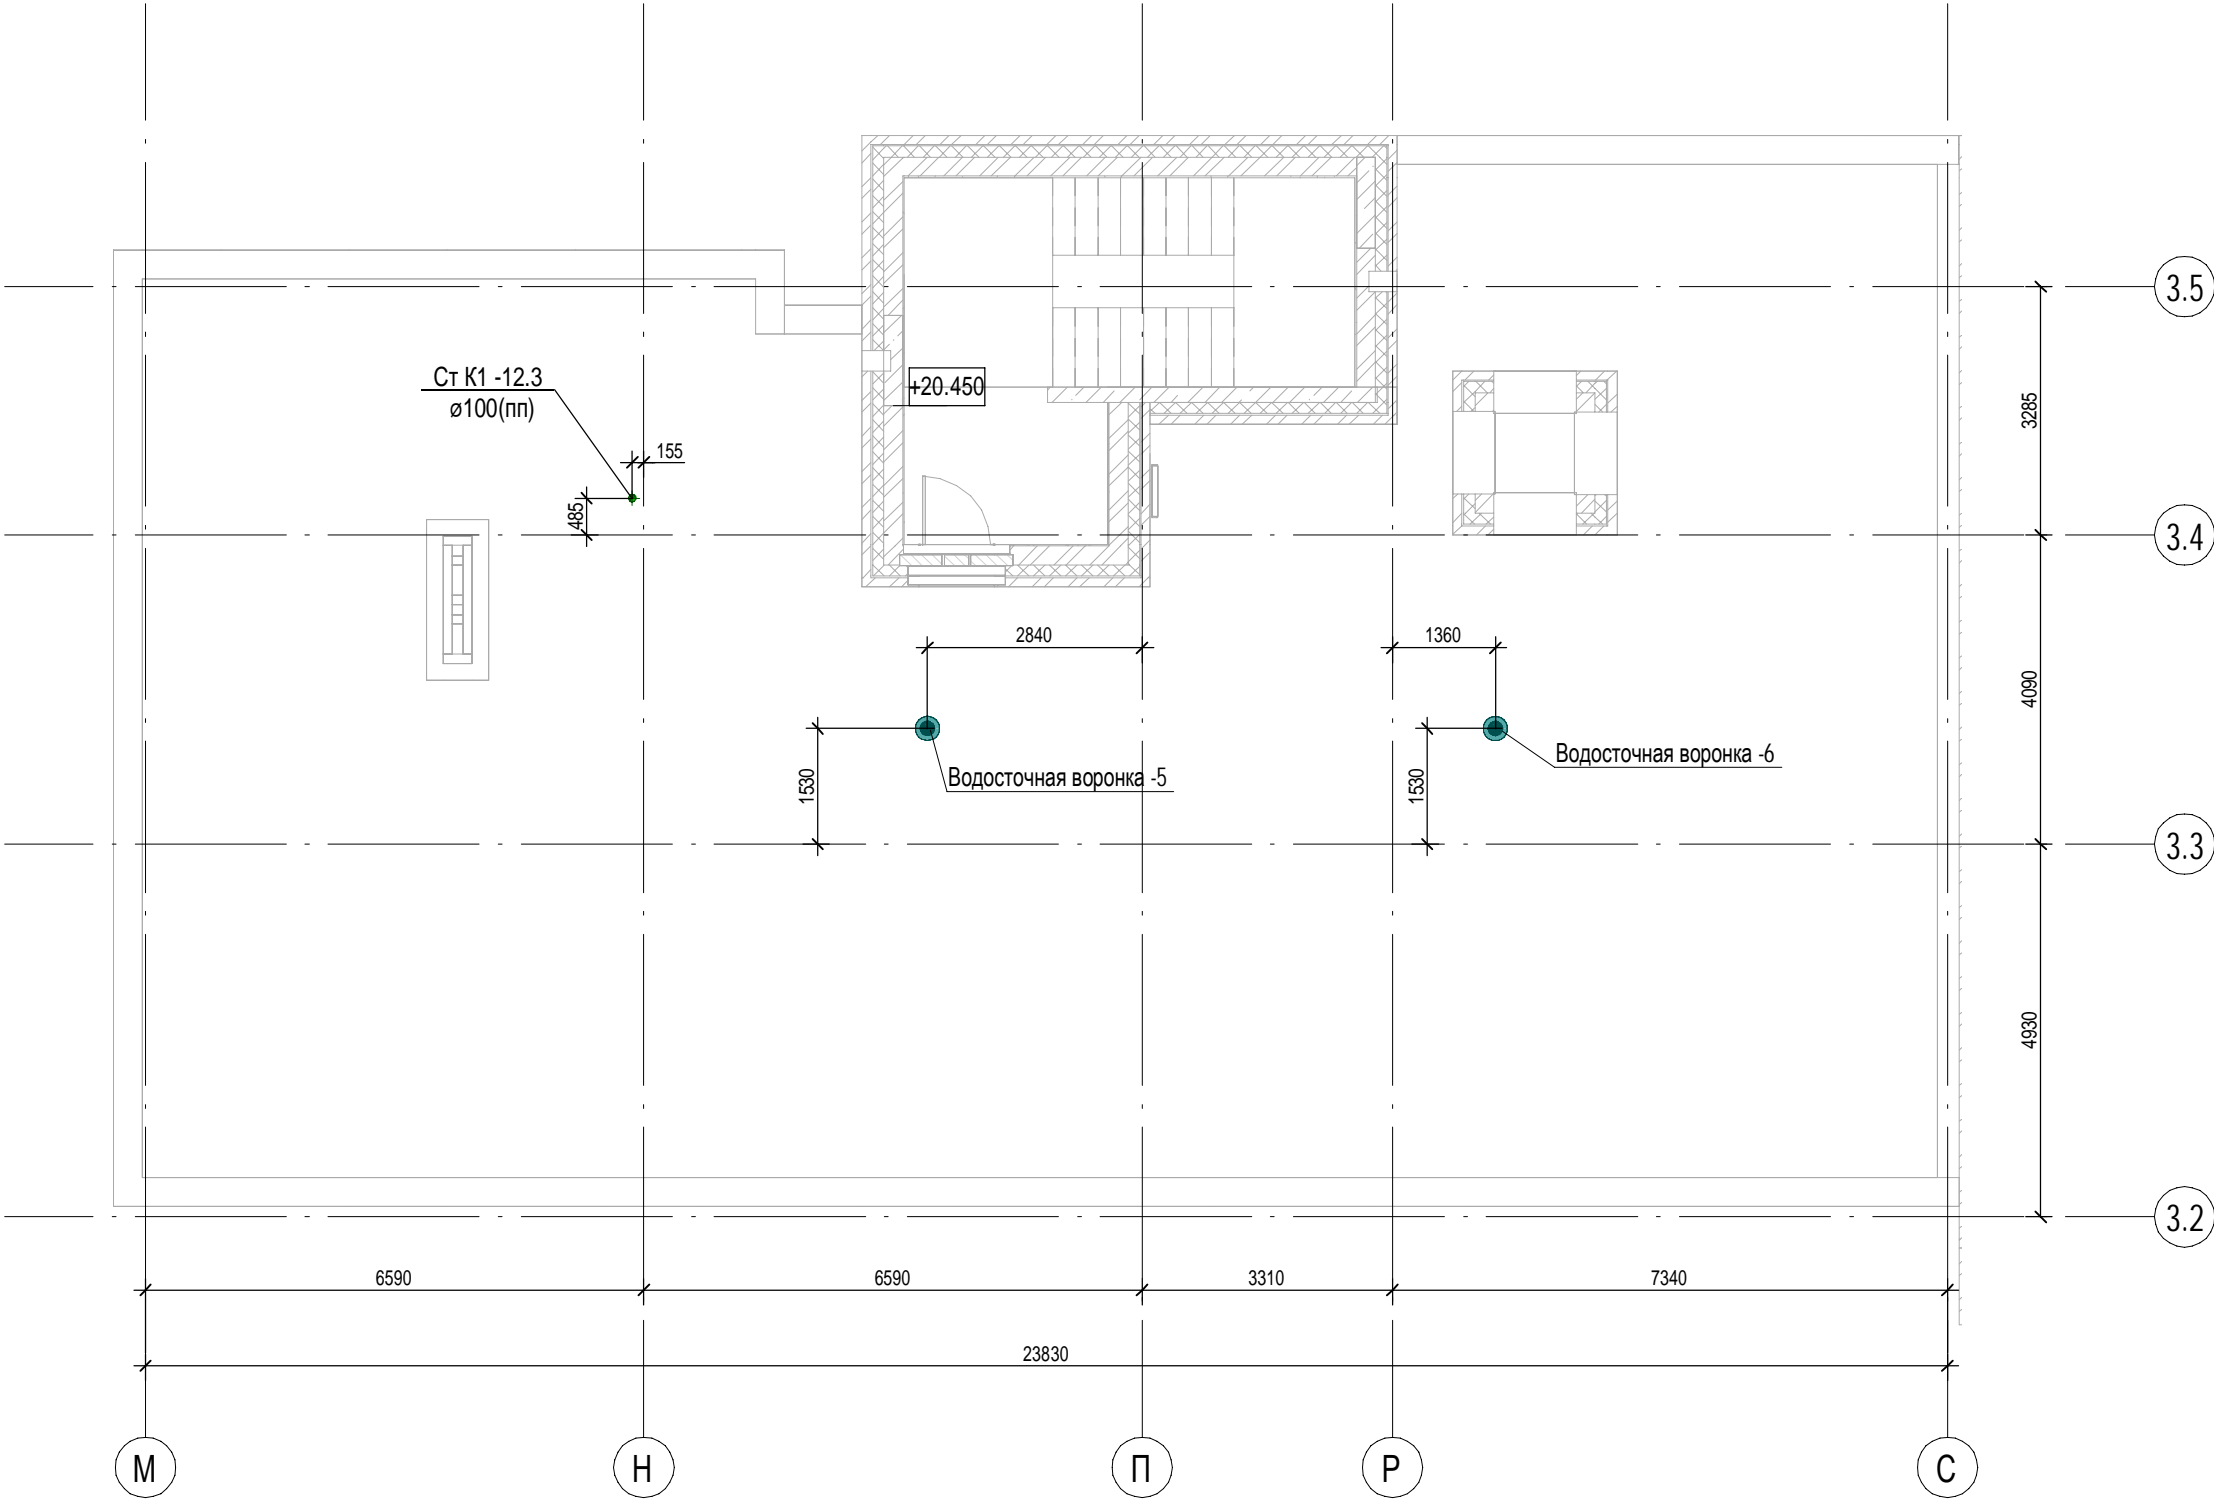 3.5
Ст К1 -12.3
ø100(пп)
+20.450
3285
155
485
3.4
2840
1360
4090
Водосточная воронка -6
Водосточная воронка -5
1530
1530
3.3
4930
3.2
6590
6590
3310
7340
23830
М
Н
П
Р
С